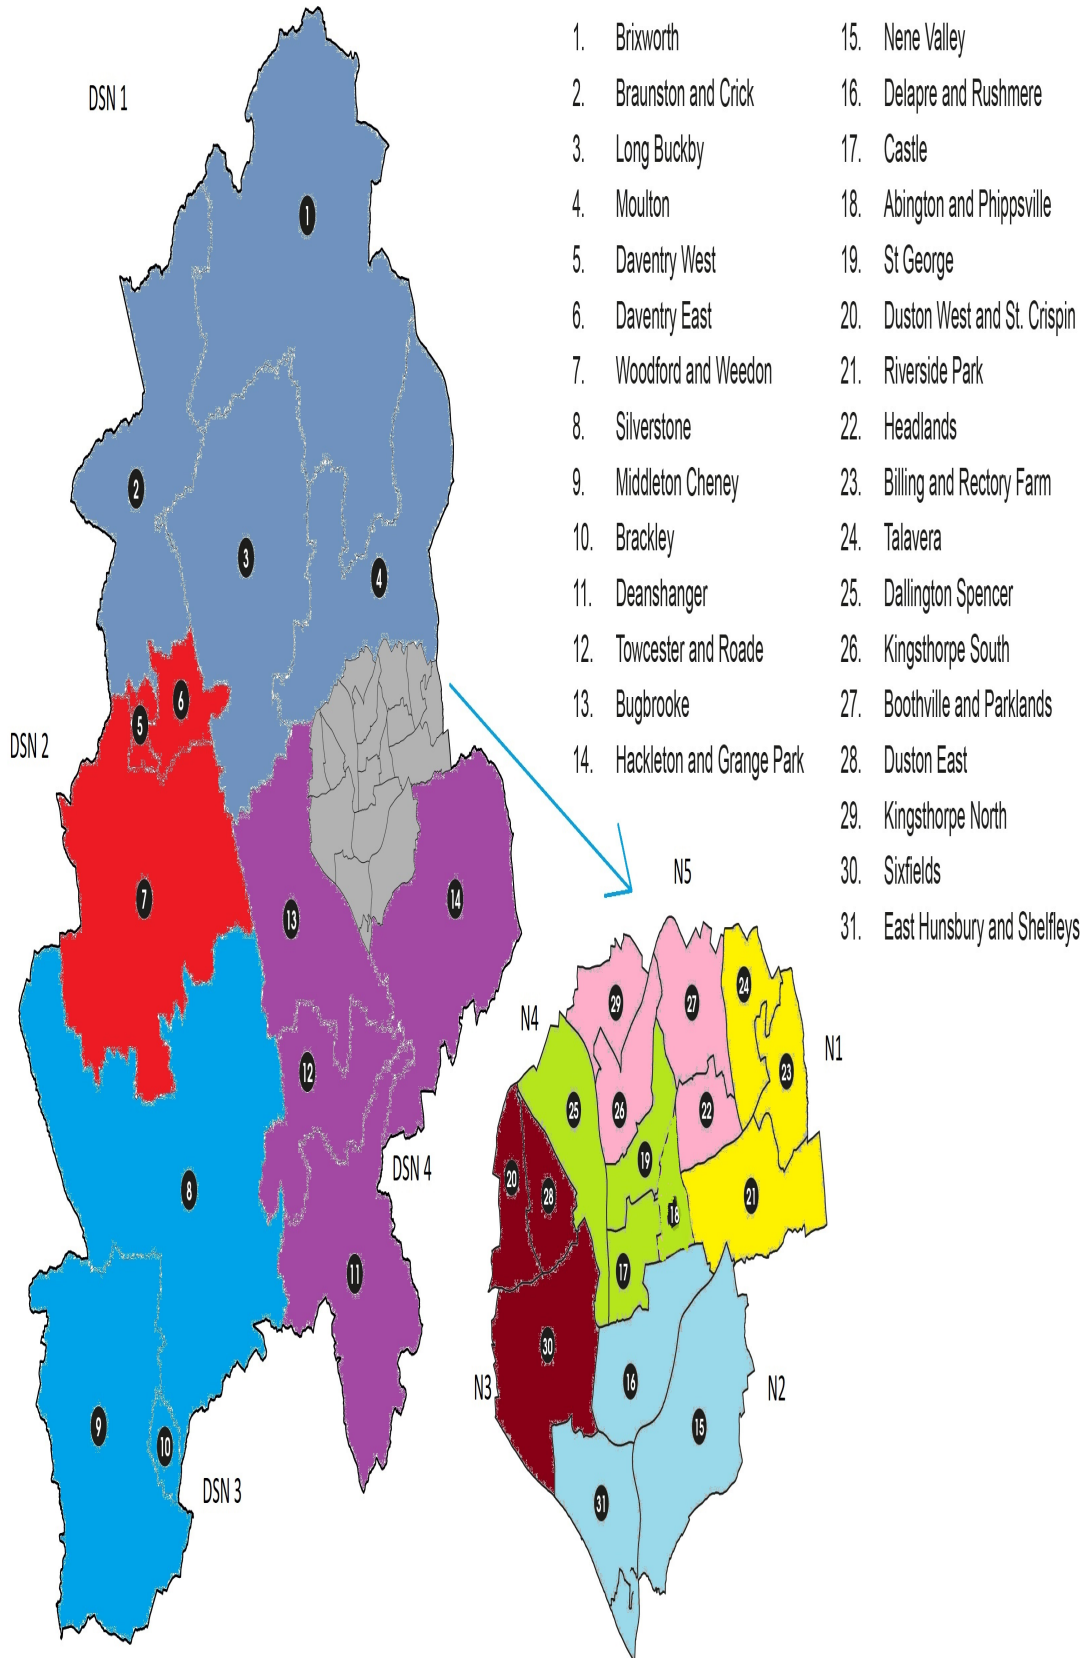 DSN 1
1. Brixworth
2. Braunston and Crick
3. Long Buckby
4. Moulton
5. Daventry West
6. Daventry East
7. Woodford and Weedon
8. Silverstone
9. Middleton Cheney
10. Brackley
11. Deanshanger
12. Towcester and Roade
13. Bugbrooke
14. Hackleton and Grange Park
15. Nene Valley
16. Delapre and Rushmere
17. Castle
18. Abington and Phippsville
19. St George
20. Duston West and St. Crispin
21. Riverside Park
22. Headlands
23. Billing and Rectory Farm
24. Talavera
25. Dallington Spencer
26. Kingsthorpe South
27. Boothville and Parklands
28. Duston East
29. Kingsthorpe North
30. Sixfields
31. East Hunsbury and Shelfleys
1
2
3
4
6
5
DSN 2
7
14
13
12
DSN 4
8
11
9
10
DSN 3
N5
24
29
27
N4
N1
23
25
26
22
19
20
28
21
18
17
30
16
N3
N2
15
31